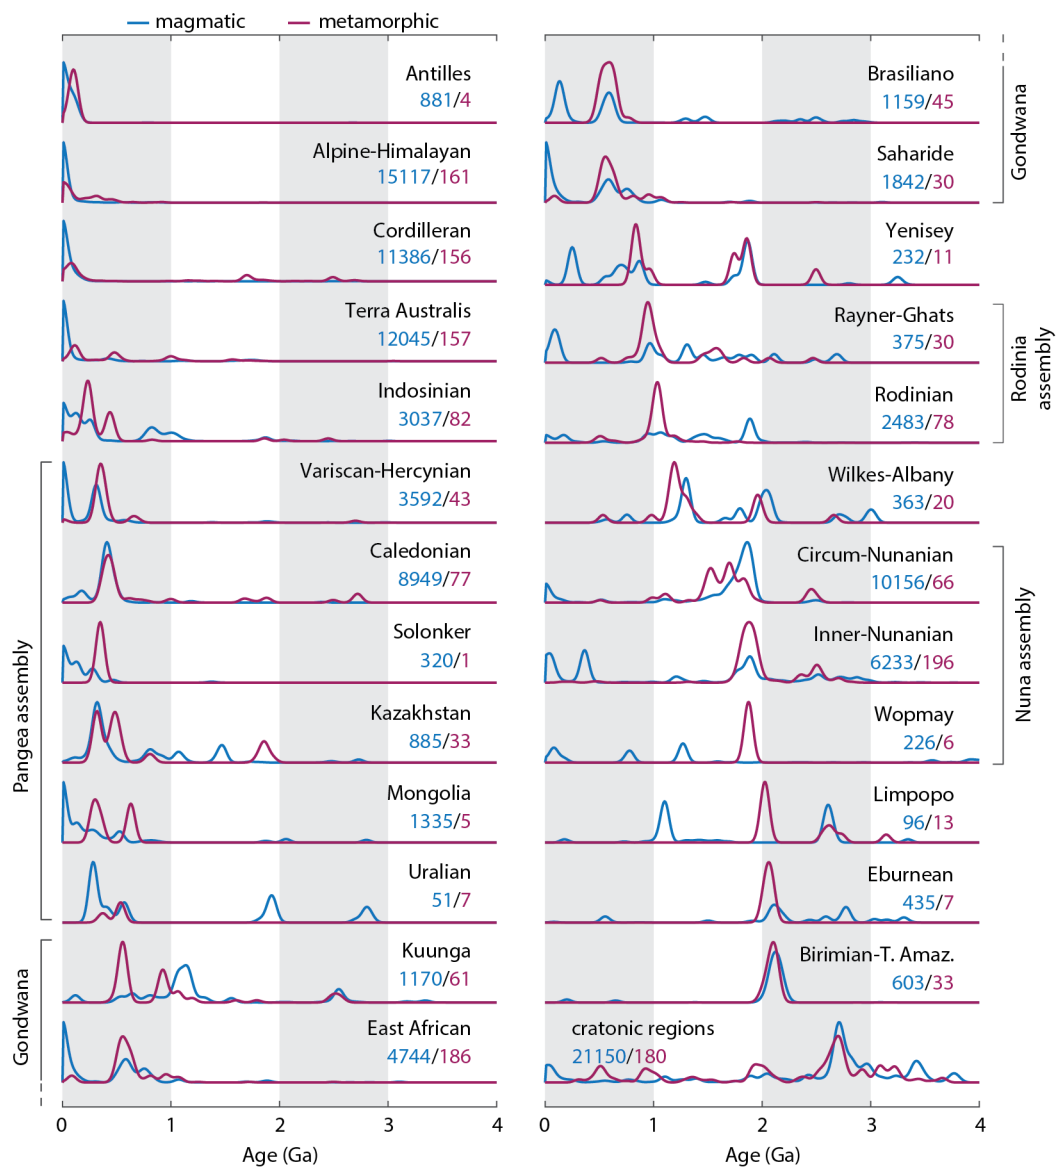 magmatic metamorphic
Antilles
881/4
Alpine-Himalayan
15117/161
Cordilleran
11386/156
Terra Australis
12045/157
Indosinian
3037/82
Variscan-Hercynian
3592/43
Caledonian
8949/77
Solonker
320/1
Kazakhstan
885/33
Mongolia
1335/5
Uralian
51/7
Kuunga
1170/61
East African
4744/186
Pangea assembly
Gondwana
0 1 2 3 4
Age (Ga)
Brasiliano
1159/45
Saharide
1842/30
Yenisey
232/11
Rayner-Ghats
375/30
Rodinian
2483/78
Wilkes-Albany
363/20
Circum-Nunanian
10156/66
Inner-Nunanian
6233/196
Wopmay
226/6
Limpopo
96/13
Eburnean
435/7
Birimian-T. Amaz.
603/33
cratonic regions
21150/180
Gondwana
Rodinia
assembly
Nuna assembly
0 1 2 3 4
Age (Ga)